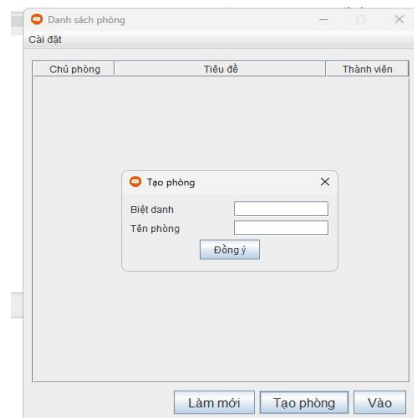 Danh sách phòng
Cài đặt
Chủ phòng Tiêu đề Thành viên
Tạo phòng
Biệt danh
Tên phòng
Đồng ý
Làm mới Tạo phòng Vào